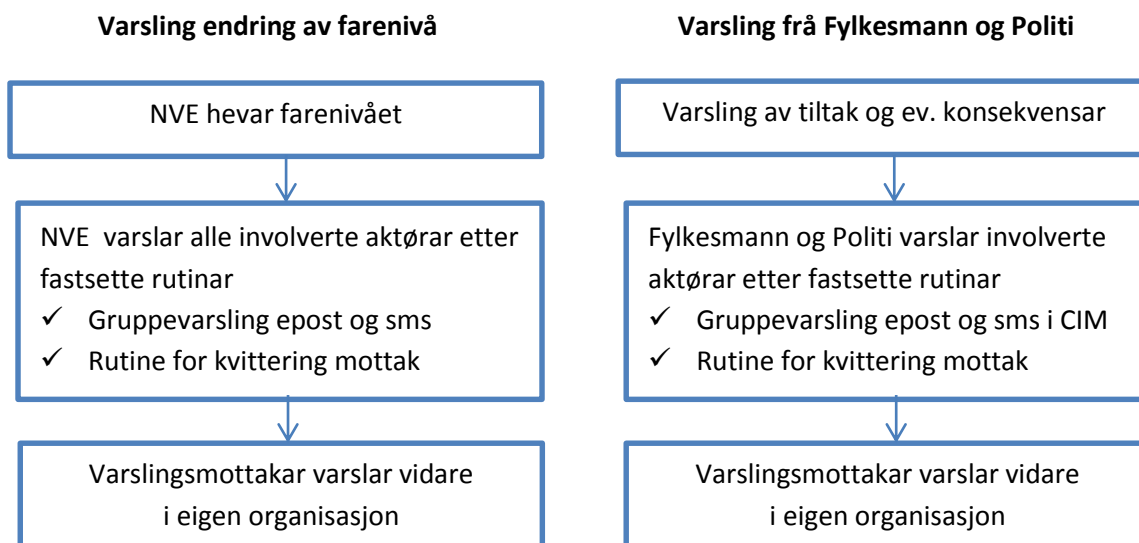 Varsling endring av farenivå
NVE hevar farenivået
NVE varslar alle involverte aktørar etter
fastsette rutinar
✓ Gruppevarsling epost og sms
✓ Rutine for kvittering mottak
Varslingsmottakar varslar vidare
i eigen organisasjon
Varsling frå Fylkesmann og Politi
Varsling av tiltak og ev. konsekvensar
Fylkesmann og Politi varslar involverte
aktørar etter fastsette rutinar
✓ Gruppevarsling epost og sms i CIM
✓ Rutine for kvittering mottak
Varslingsmottakar varslar vidare
i eigen organisasjon